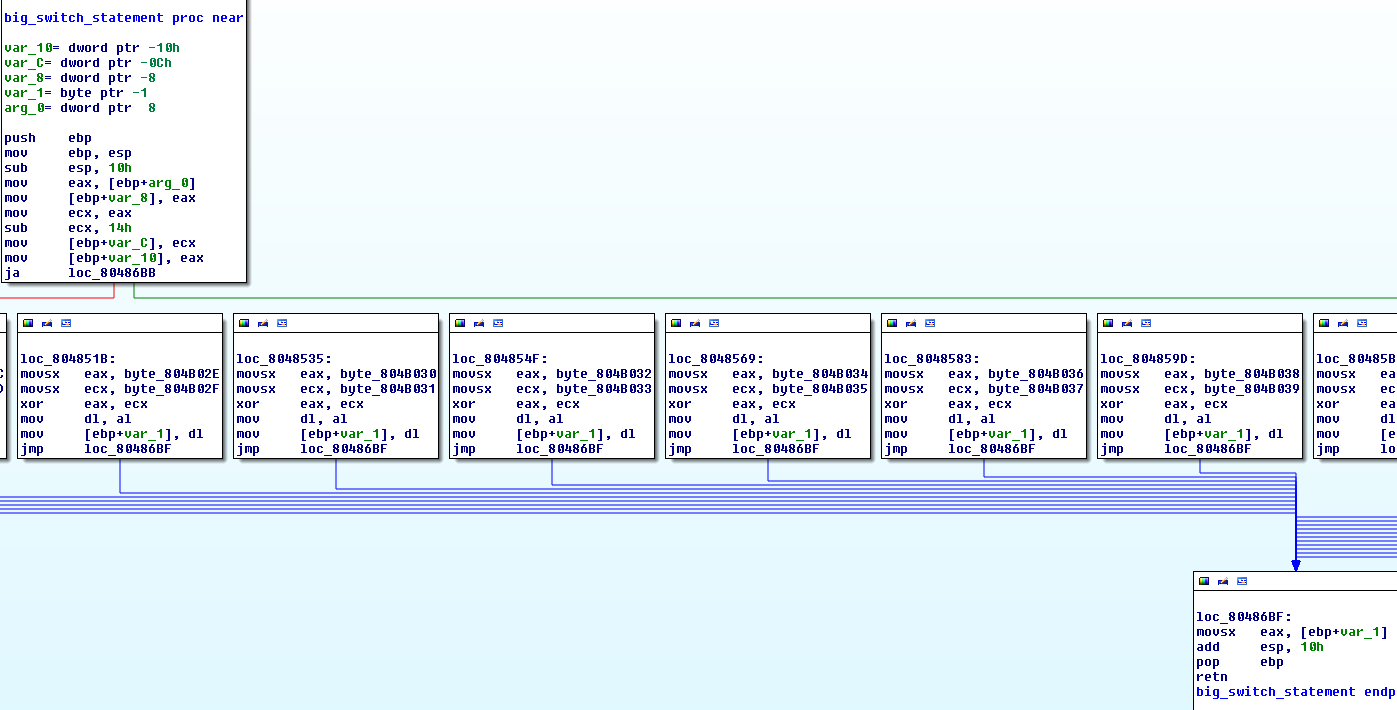 big_switch_statement proc near
var_10= dword ptr -10h
var_C= dword ptr -0Ch
var_8= dword ptr -8
var_1= byte ptr -1
arg_0= dword ptr  8
push    ebp
mov     ebp, esp
sub     esp, 10h
mov     eax, [ebp+arg_0]
mov     [ebp+var_8], eax
mov     ecx, eax
sub     ecx, 14h
mov     [ebp+var_C], ecx
mov     [ebp+var_10], eax
ja      loc_80486BB
loc_804851B:
movsx   eax, byte_804B02E
movsx   ecx, byte_804B02F
xor     eax, ecx
mov     dl, al
mov     [ebp+var_1], dl
jmp     loc_80486BF
loc_8048535:
movsx   eax, byte_804B030
movsx   ecx, byte_804B031
xor     eax, ecx
mov     dl, al
mov     [ebp+var_1], dl
jmp     loc_80486BF
loc_804854F:
movsx   eax, byte_804B032
movsx   ecx, byte_804B033
xor     eax, ecx
mov     dl, al
mov     [ebp+var_1], dl
jmp     loc_80486BF
loc_8048569:
movsx   eax, byte_804B034
movsx   ecx, byte_804B035
xor     eax, ecx
mov     dl, al
mov     [ebp+var_1], dl
jmp     loc_80486BF
loc_8048583:
movsx   eax, byte_804B036
movsx   ecx, byte_804B037
xor     eax, ecx
mov     dl, al
mov     [ebp+var_1], dl
jmp     loc_80486BF
loc_804859D:
movsx   eax, byte_804B038
movsx   ecx, byte_804B039
xor     eax, ecx
mov     dl, al
mov     [ebp+var_1], dl
jmp     loc_80486BF
loc_80485B
movsx   ea
movsx   ec
xor     ea
mov     dl
mov     [e
jmp     lo
loc_80486BF:
movsx   eax, [ebp+var_1]
add     esp, 10h
pop     ebp
retn
big_switch_statement endp